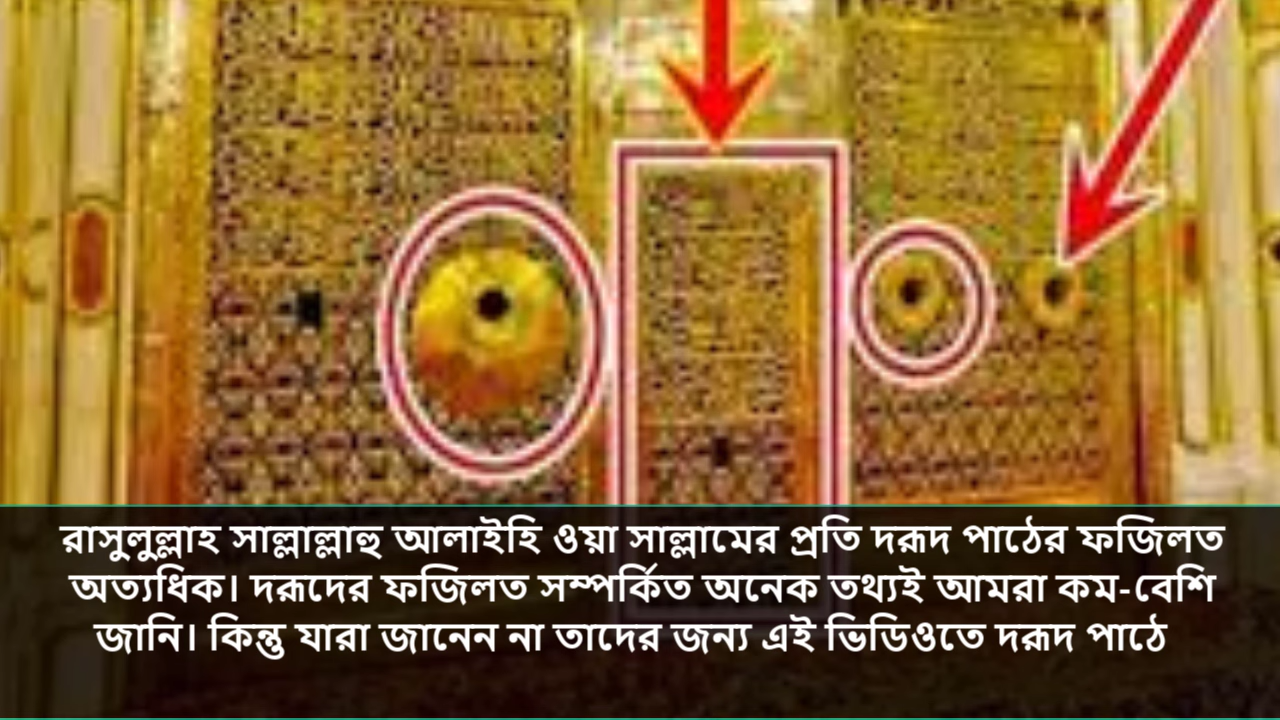 রাসুলুল্লাহ সাল্লাল্লাহু আলাইহি ওয়া সাল্লামের প্রতি দরূদ পাঠের ফজিলত
অত্যধিক। দরূদের ফজিলত সম্পর্কিত অনেক তথ্যই আমরা কম-বেশি
জানি। কিন্তু যারা জানেন না তাদের জন্য এই ভিডিওতে দরূদ পাঠে